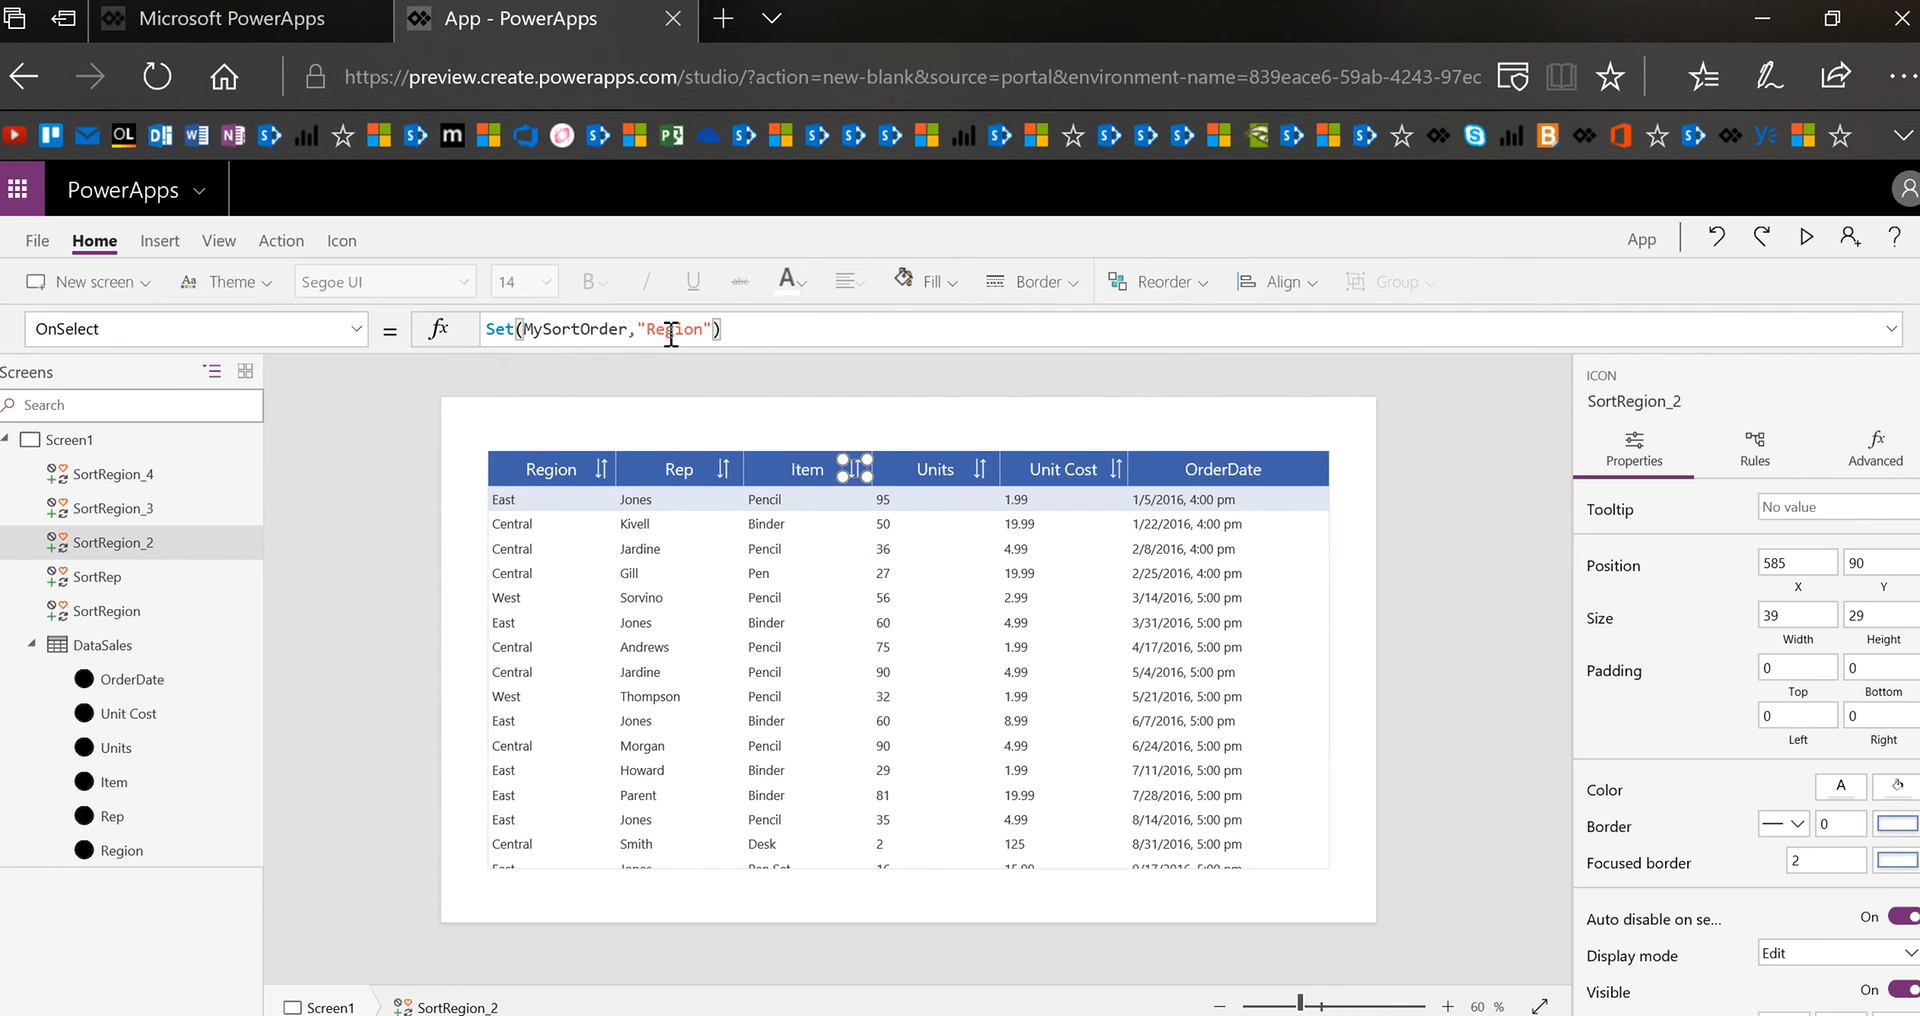 Microsoft PowerApps
App - PowerApps
https://preview.create.powerapps.com/studio/?action=new-blank&source=portal&environment-name=839eace6-59ab-4243-97ec
PowerApps
File Home Insert View Action Icon App
New screen Theme Segoe UI 14 B / U abc A Fill Border Reorder Align Group
OnSelect = fx Set(MySortOrder,"Region")
Screens
Search
Screen1
SortRegion_4
SortRegion_3
SortRegion_2
SortRep
SortRegion
DataSales
OrderDate
Unit Cost
Units
Item
Rep
Region
Region Rep Item Units Unit Cost OrderDate
East Jones Pencil 95 1.99 1/5/2016, 4:00 pm
Central Kivell Binder 50 19.99 1/22/2016, 4:00 pm
Central Jardine Pencil 36 4.99 2/8/2016, 4:00 pm
Central Gill Pen 27 19.99 2/25/2016, 4:00 pm
West Sorvino Pencil 56 2.99 3/14/2016, 5:00 pm
East Jones Binder 60 4.99 3/31/2016, 5:00 pm
Central Andrews Pencil 75 1.99 4/17/2016, 5:00 pm
Central Jardine Pencil 90 4.99 5/4/2016, 5:00 pm
West Thompson Pencil 32 1.99 5/21/2016, 5:00 pm
East Jones Binder 60 8.99 6/7/2016, 5:00 pm
Central Morgan Pencil 90 4.99 6/24/2016, 5:00 pm
East Howard Binder 29 1.99 7/11/2016, 5:00 pm
East Parent Binder 81 19.99 7/28/2016, 5:00 pm
East Jones Pencil 35 4.99 8/14/2016, 5:00 pm
Central Smith Desk 2 125 8/31/2016, 5:00 pm
East Jones Pen Set 16 15.99 9/17/2016, 5:00 pm
ICON
SortRegion_2
Properties Rules Advanced
Tooltip No value
Position 585 90
X Y
Size 39 29
Width Height
Padding 0 0
Top Bottom
0 0
Left Right
Color A
Border 0
Focused border 2
Auto disable on se... On
Display mode Edit
Visible On
Screen1 SortRegion_2
60 %